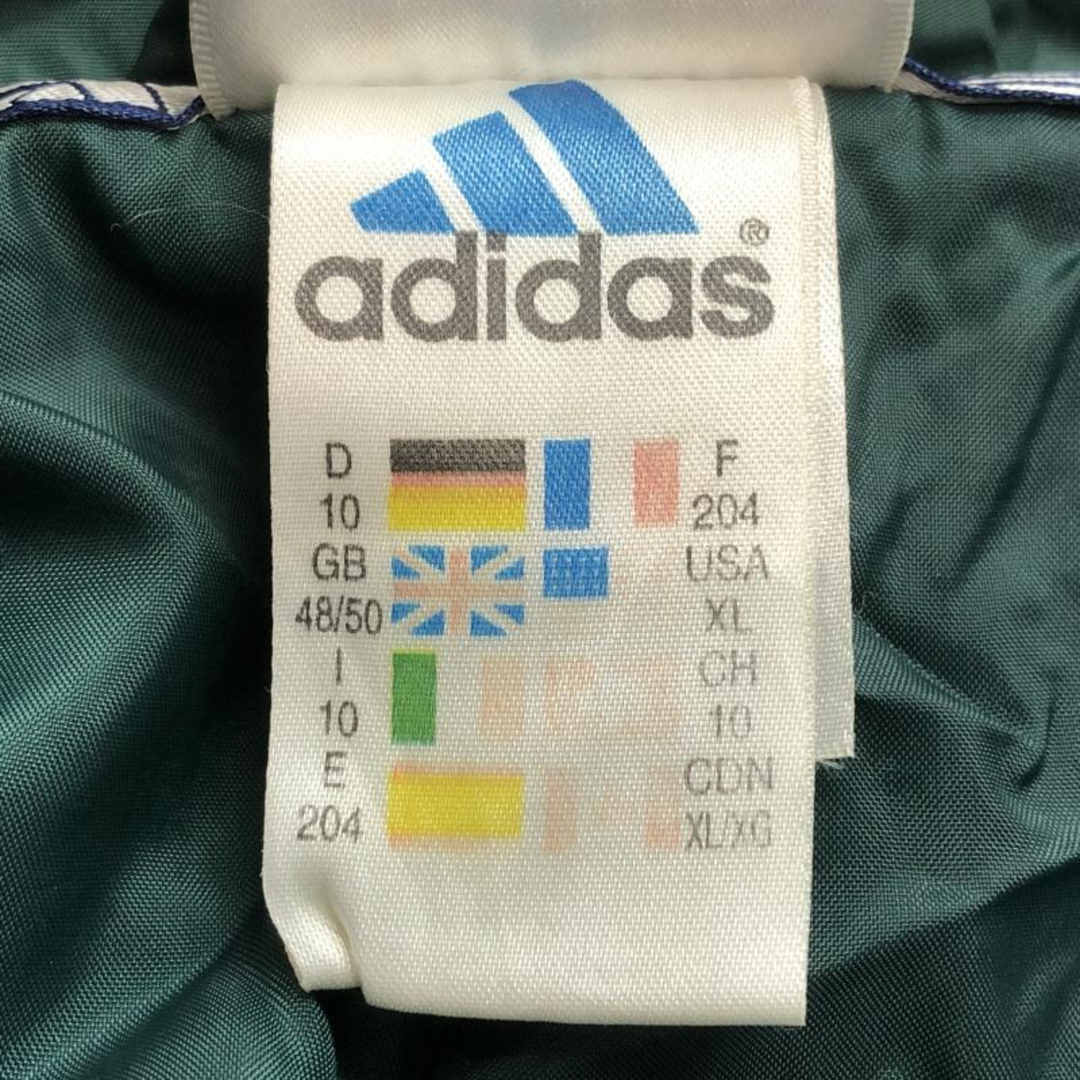 adidas®
D F
10 204
GB USA
48/50 XL
I CH
10 10
E CDN
204 XL/XG